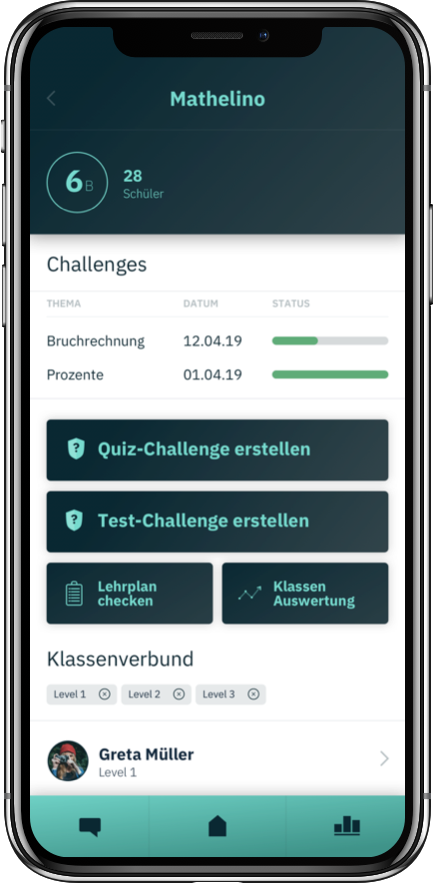 Mathelino
6B
28
Schüler
Challenges
THEMA DATUM STATUS
Bruchrechnung 12.04.19
Prozente 01.04.19
Quiz-Challenge erstellen
Test-Challenge erstellen
Lehrplan
checken
Klassen
Auswertung
Klassenverbund
Level 1 Level 2 Level 3
Greta Müller
Level 1